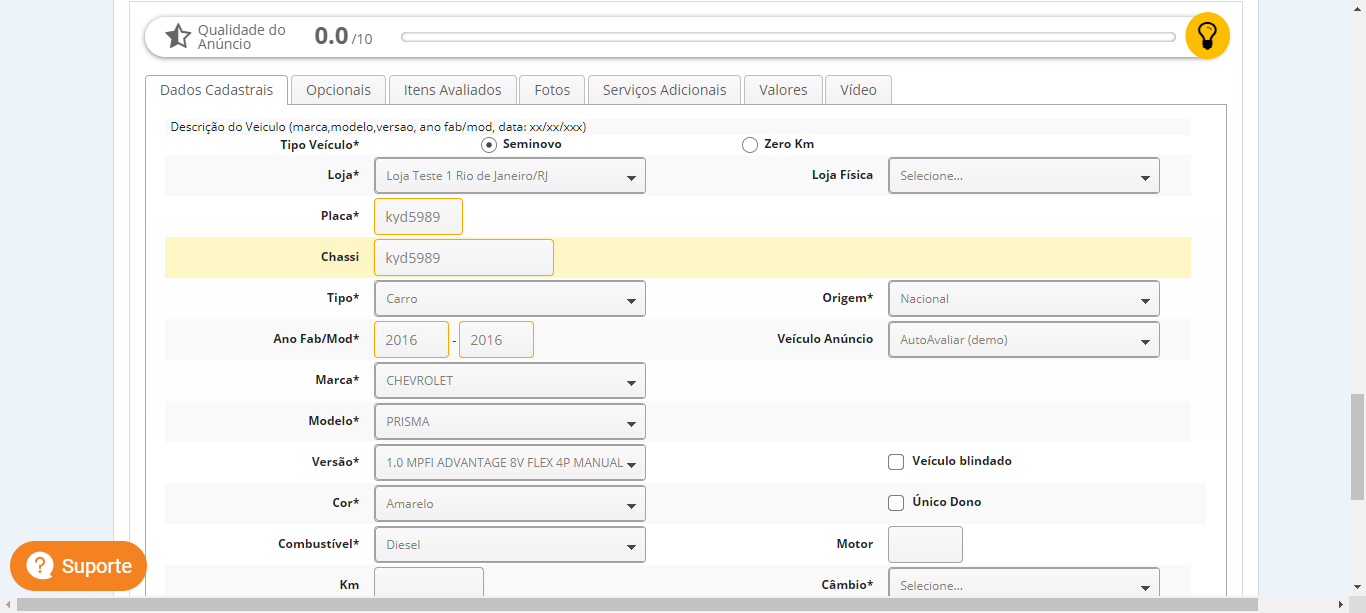 Qualidade do
Anúncio
0.0 /10
Dados Cadastrais Opcionais Itens Avaliados Fotos Serviços Adicionais Valores Vídeo
Descrição do Veiculo (marca,modelo,versao, ano fab/mod, data: xx/xx/xxx)
Tipo Veículo* Seminovo Zero Km
Loja* Loja Teste 1 Rio de Janeiro/RJ Loja Física Selecione...
Placa* kyd5989
Chassi kyd5989
Tipo* Carro Origem* Nacional
Ano Fab/Mod* 2016 - 2016 Veículo Anúncio AutoAvaliar (demo)
Marca* CHEVROLET
Modelo* PRISMA
Versão* 1.0 MPFI ADVANTAGE 8V FLEX 4P MANUAL Veículo blindado
Cor* Amarelo Único Dono
Combustível* Diesel Motor
Km Câmbio* Selecione...
? Suporte